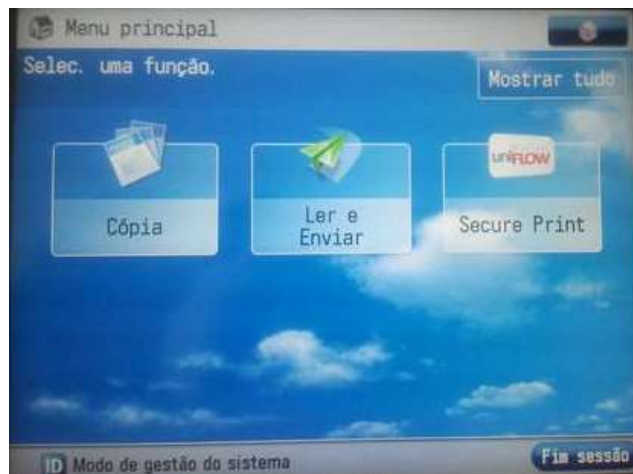 Menu principal
Selec. uma função.
Mostrar tudo
uniFLOW
Cópia
Ler e
Enviar
Secure Print
ID Modo de gestão do sistema
Fim sessão